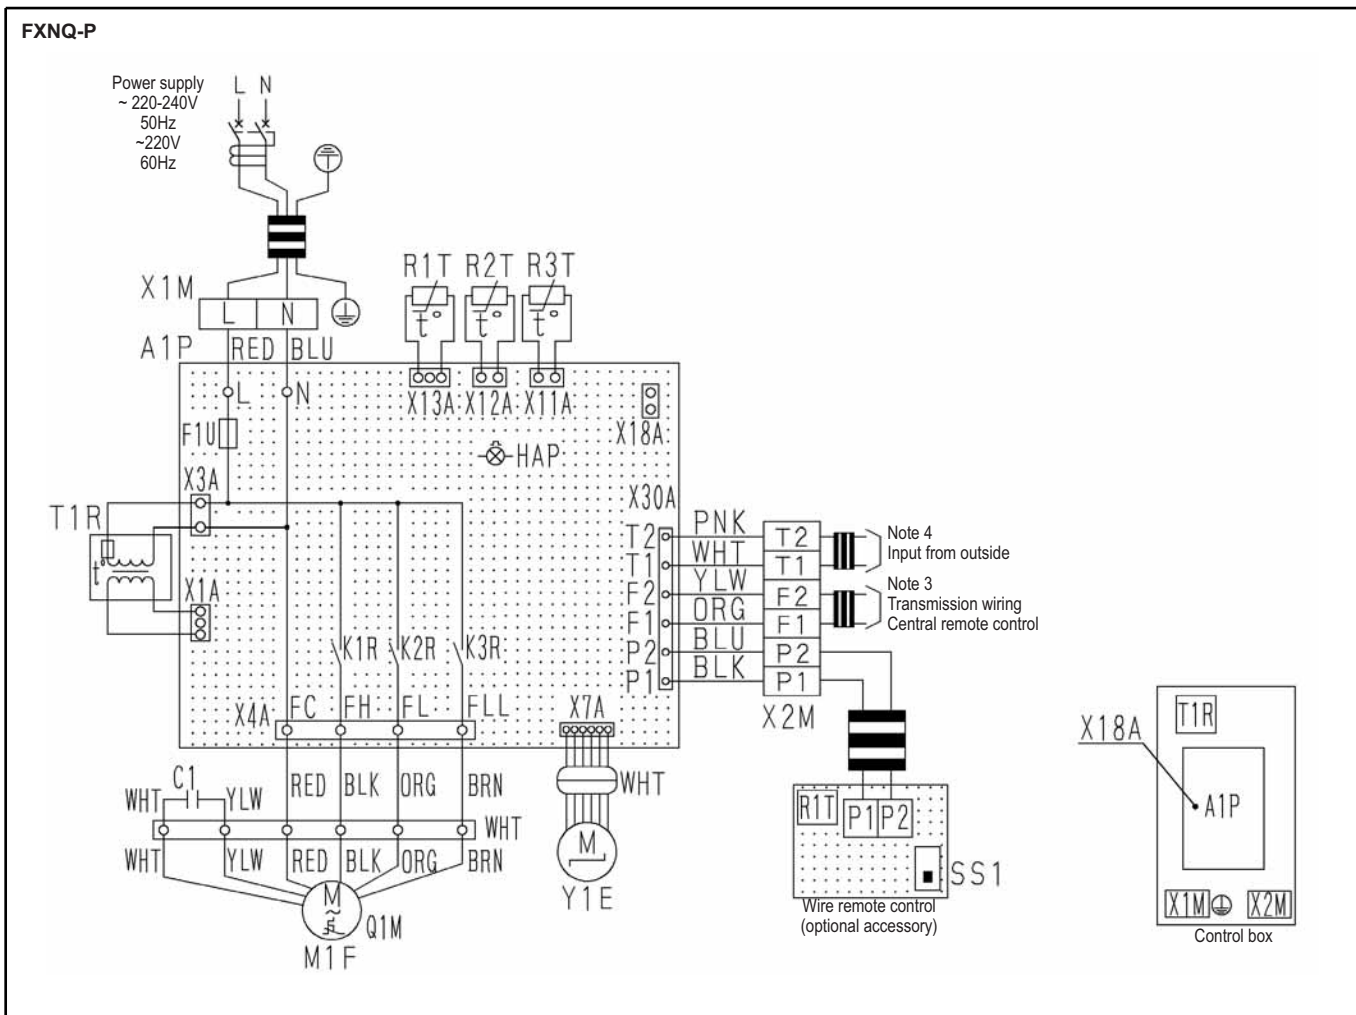 FXNQ-P
Power supply
~ 220-240V
50Hz
~220V
60Hz
L N
X1M
L N
A1P RED BLU
R1T R2T R3T
t° t° t°
X13A X12A X11A
X18A
L N
F1U
HAP
X3A
T1R
t°
X1A
X30A
T2 PNK T2
T1 WHT T1
F2 YLW F2
F1 ORG F1
P2 BLU P2
P1 BLK P1
X2M
Note 4
Input from outside
Note 3
Transmission wiring
Central remote control
K1R K2R K3R
X4A FC FH FL FLL
X7A
C1
WHT YLW RED BLK ORG BRN
WHT
WHT
WHT YLW RED BLK ORG BRN
M
~
Q1M
M1F
M
Y1E
R1T P1 P2
SS1
Wire remote control
(optional accessory)
X18A
T1R
A1P
X1M X2M
Control box